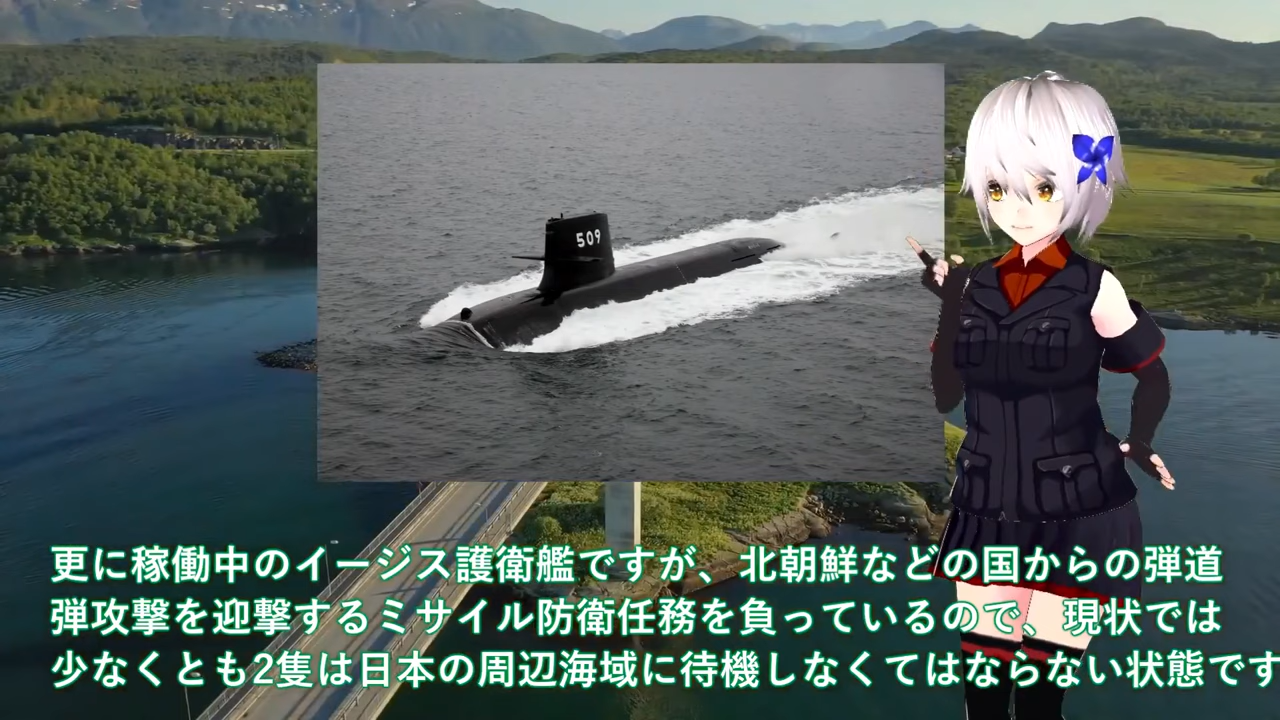 509
更に稼働中のイージス護衛艦ですが、北朝鮮などの国からの弾道
弾攻撃を迎撃するミサイル防衛任務を負っているので、現状では
少なくとも2隻は日本の周辺海域に待機しなくてはならない状態です